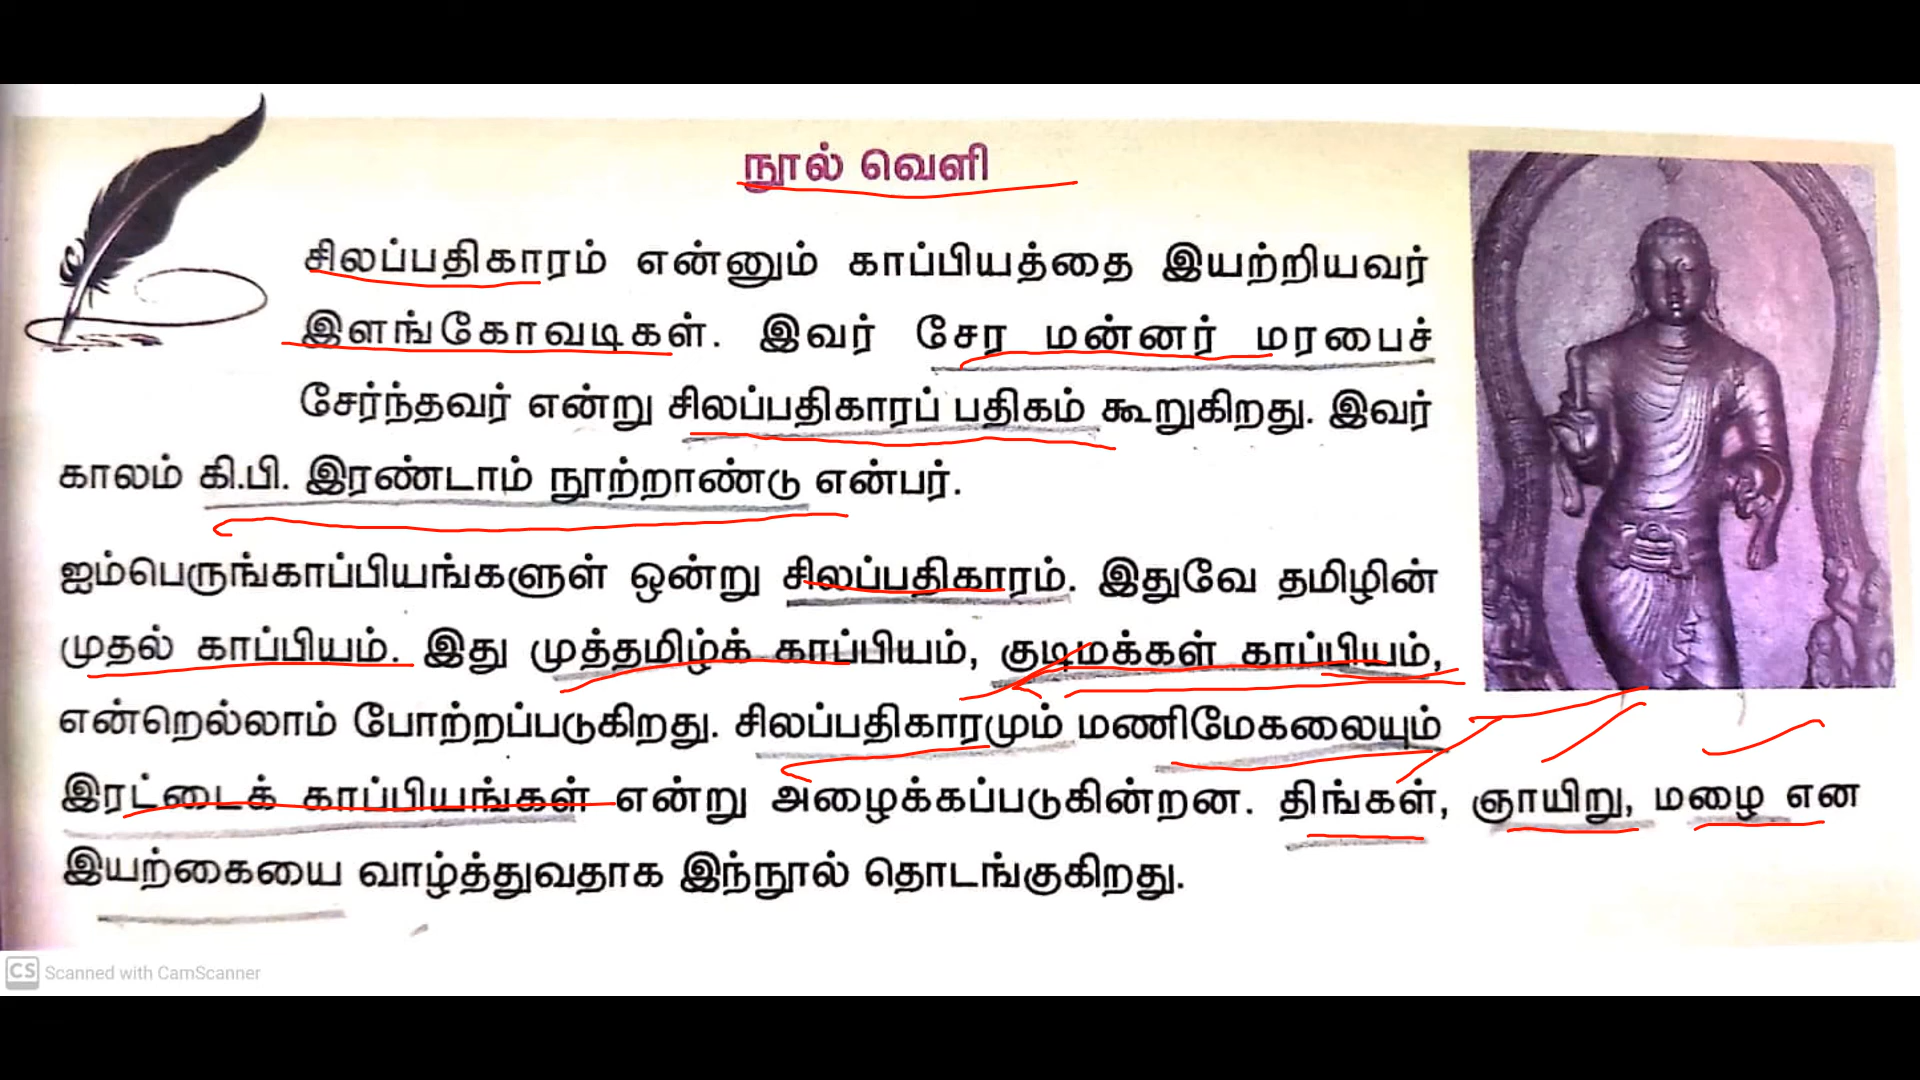 நூல் வெளி
சிலப்பதிகாரம் என்னும் காப்பியத்தை இயற்றியவர்
இளங்கோவடிகள். இவர் சேர மன்னர் மரபைச்
சேர்ந்தவர் என்று சிலப்பதிகாரப் பதிகம் கூறுகிறது. இவர்
காலம் கி.பி. இரண்டாம் நூற்றாண்டு என்பர்.
ஐம்பெருங்காப்பியங்களுள் ஒன்று சிலப்பதிகாரம். இதுவே தமிழின்
முதல் காப்பியம். இது முத்தமிழ்க் காப்பியம், குடிமக்கள் காப்பியம்,
என்றெல்லாம் போற்றப்படுகிறது. சிலப்பதிகாரமும் மணிமேகலையும்
இரட்டைக் காப்பியங்கள் என்று அழைக்கப்படுகின்றன. திங்கள், ஞாயிறு, மழை என
இயற்கையை வாழ்த்துவதாக இந்நூல் தொடங்குகிறது.
CS Scanned with CamScanner